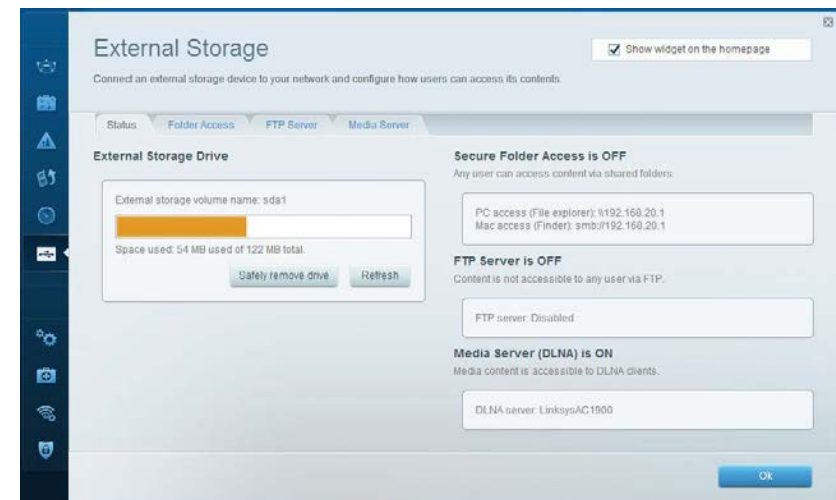 External Storage
Show widget on the homepage
Connect an external storage device to your network and configure how users can access its contents.
Status
Folder Access
FTP Server
Media Server
External Storage Drive
External storage volume name: sda1
Space used: 54 MB used of 122 MB total.
Safely remove drive
Refresh
Secure Folder Access is OFF
Any user can access content via shared folders.
PC access (File explorer): \\192.168.20.1
Mac access (Finder): smb://192.168.20.1
FTP Server is OFF
Content is not accessible to any user via FTP.
FTP server: Disabled
Media Server (DLNA) is ON
Media content is accessible to DLNA clients.
DLNA server: LinksysAC1900
Ok